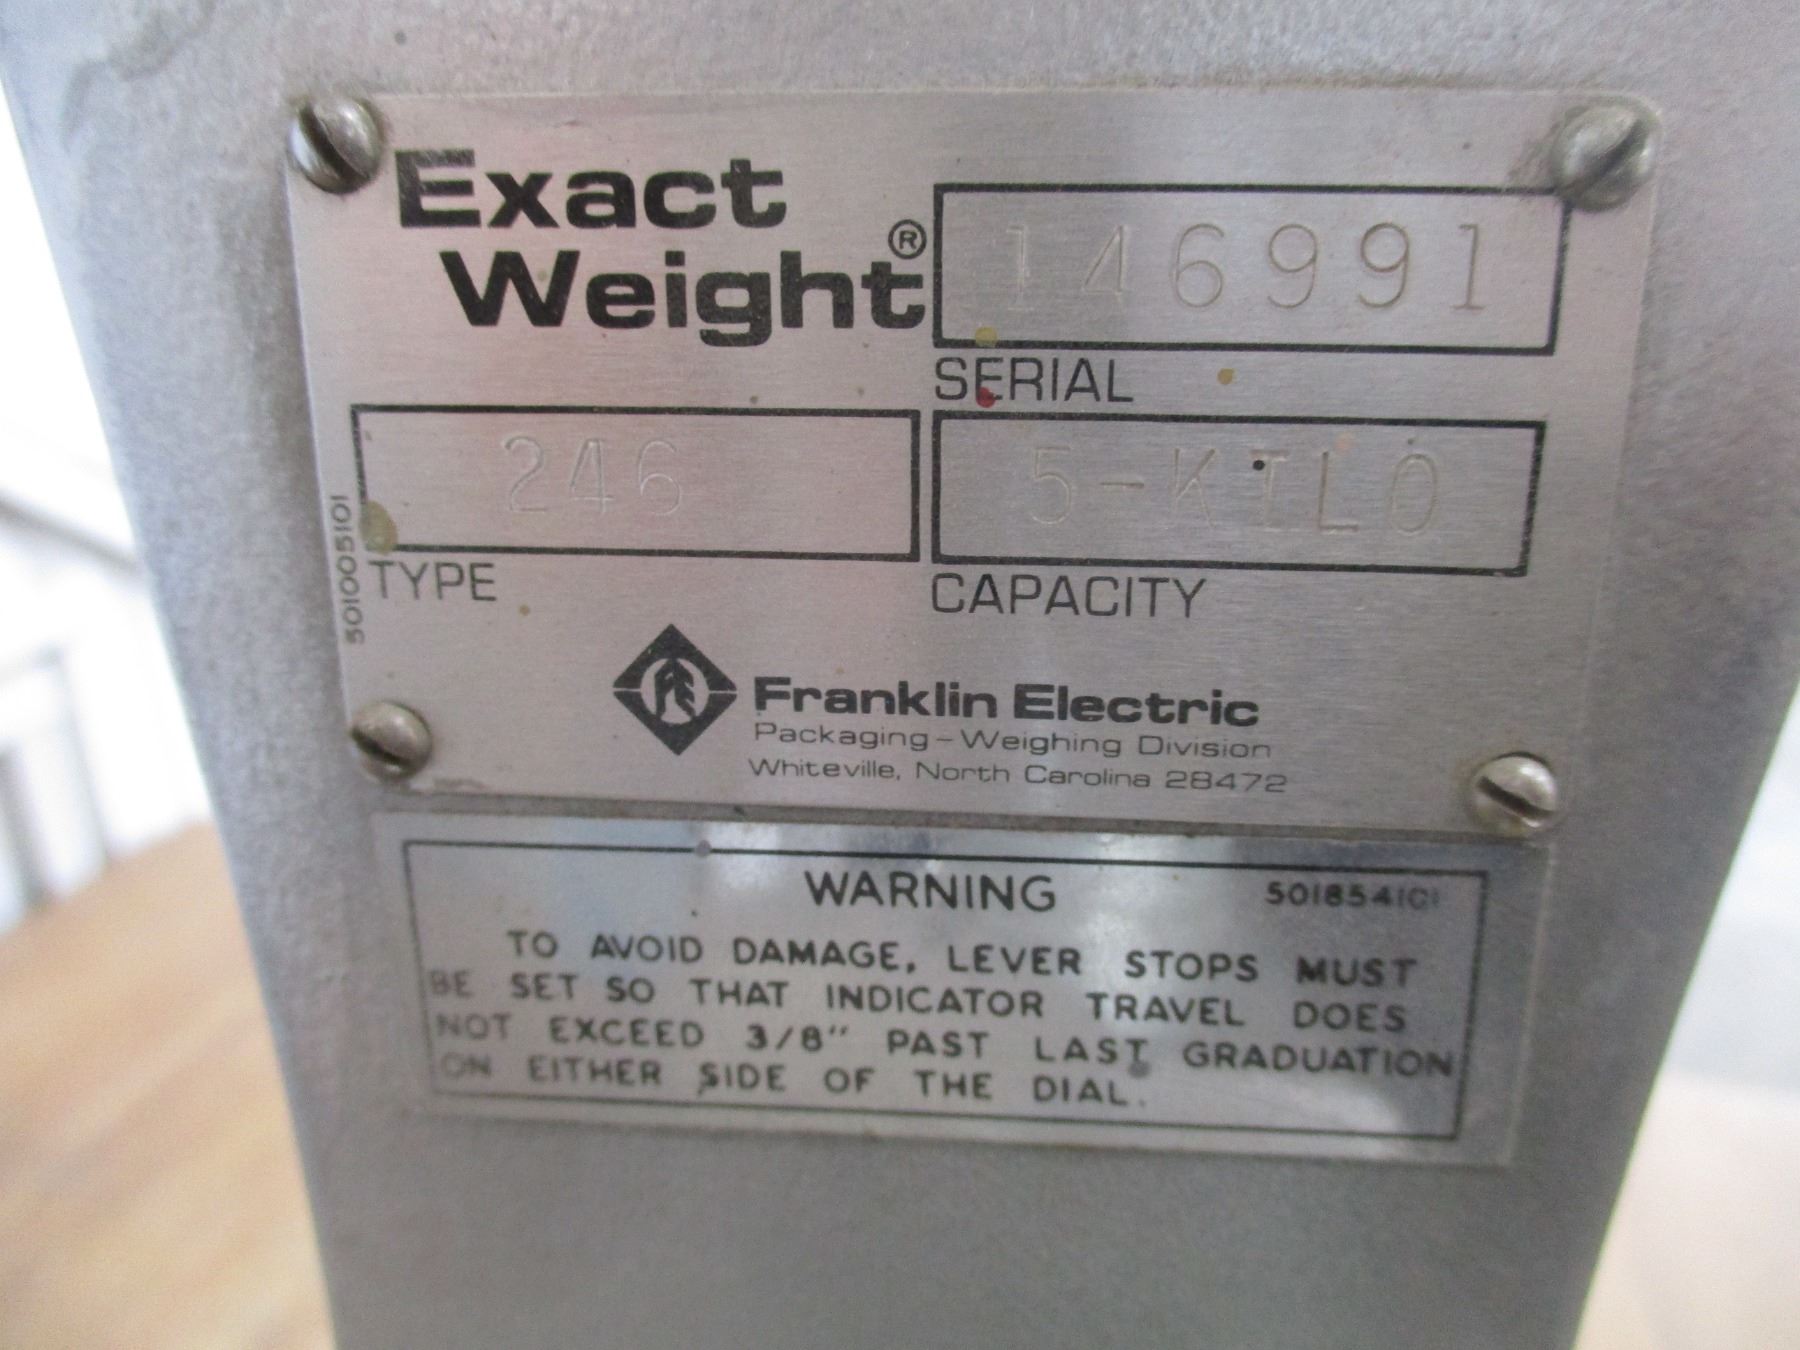 Exact
Weight®
146991
SERIAL
246
TYPE
5-KILO
CAPACITY
501005101
Franklin Electric
Packaging-Weighing Division
Whiteville, North Carolina 28472
WARNING
501854101
TO AVOID DAMAGE, LEVER STOPS MUST
BE SET SO THAT INDICATOR TRAVEL DOES
NOT EXCEED 3/8" PAST LAST GRADUATION
ON EITHER SIDE OF THE DIAL.